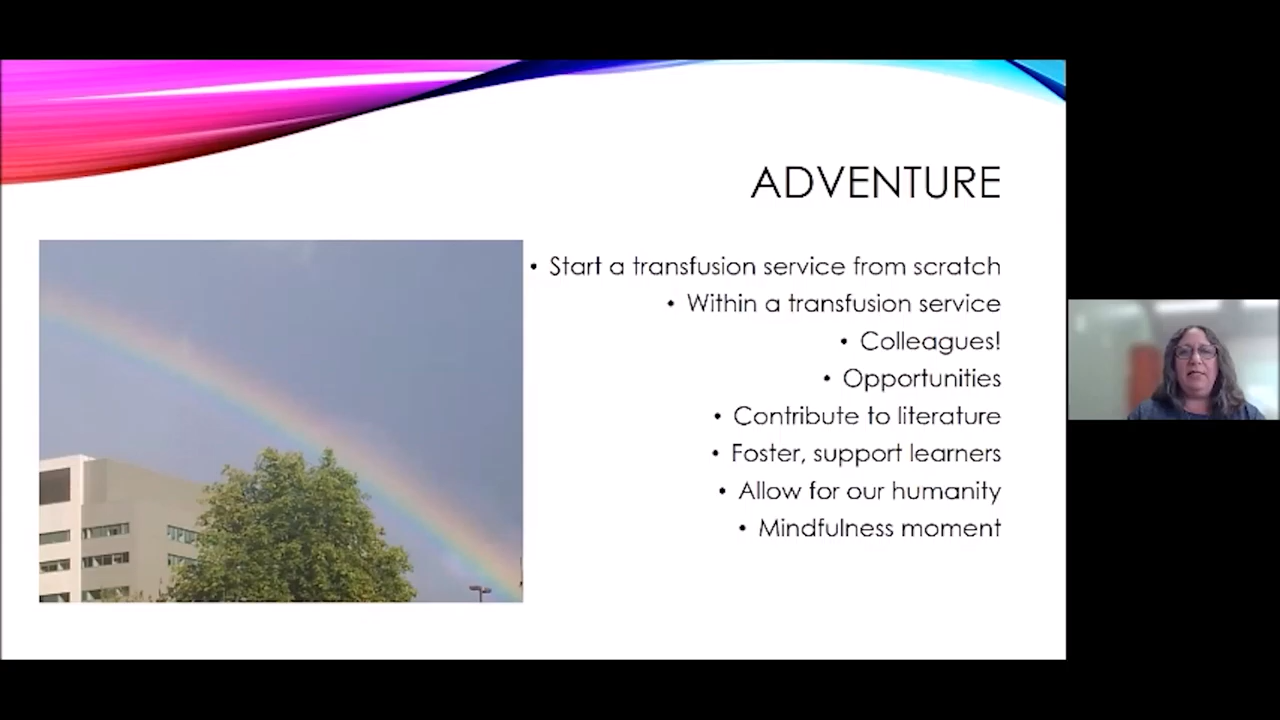 ADVENTURE
• Start a transfusion service from scratch
• Within a transfusion service
• Colleagues!
• Opportunities
• Contribute to literature
• Foster, support learners
• Allow for our humanity
• Mindfulness moment